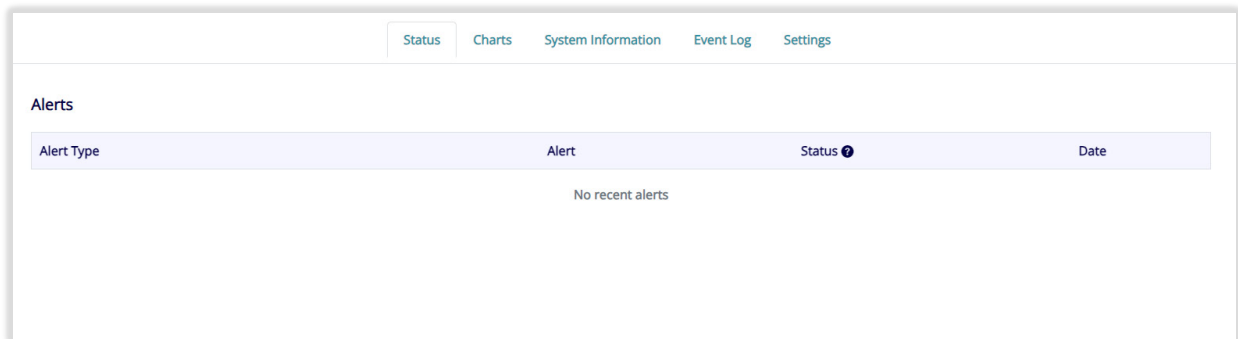 Status Charts System Information Event Log Settings
Alerts
Alert Type Alert Status ? Date
No recent alerts